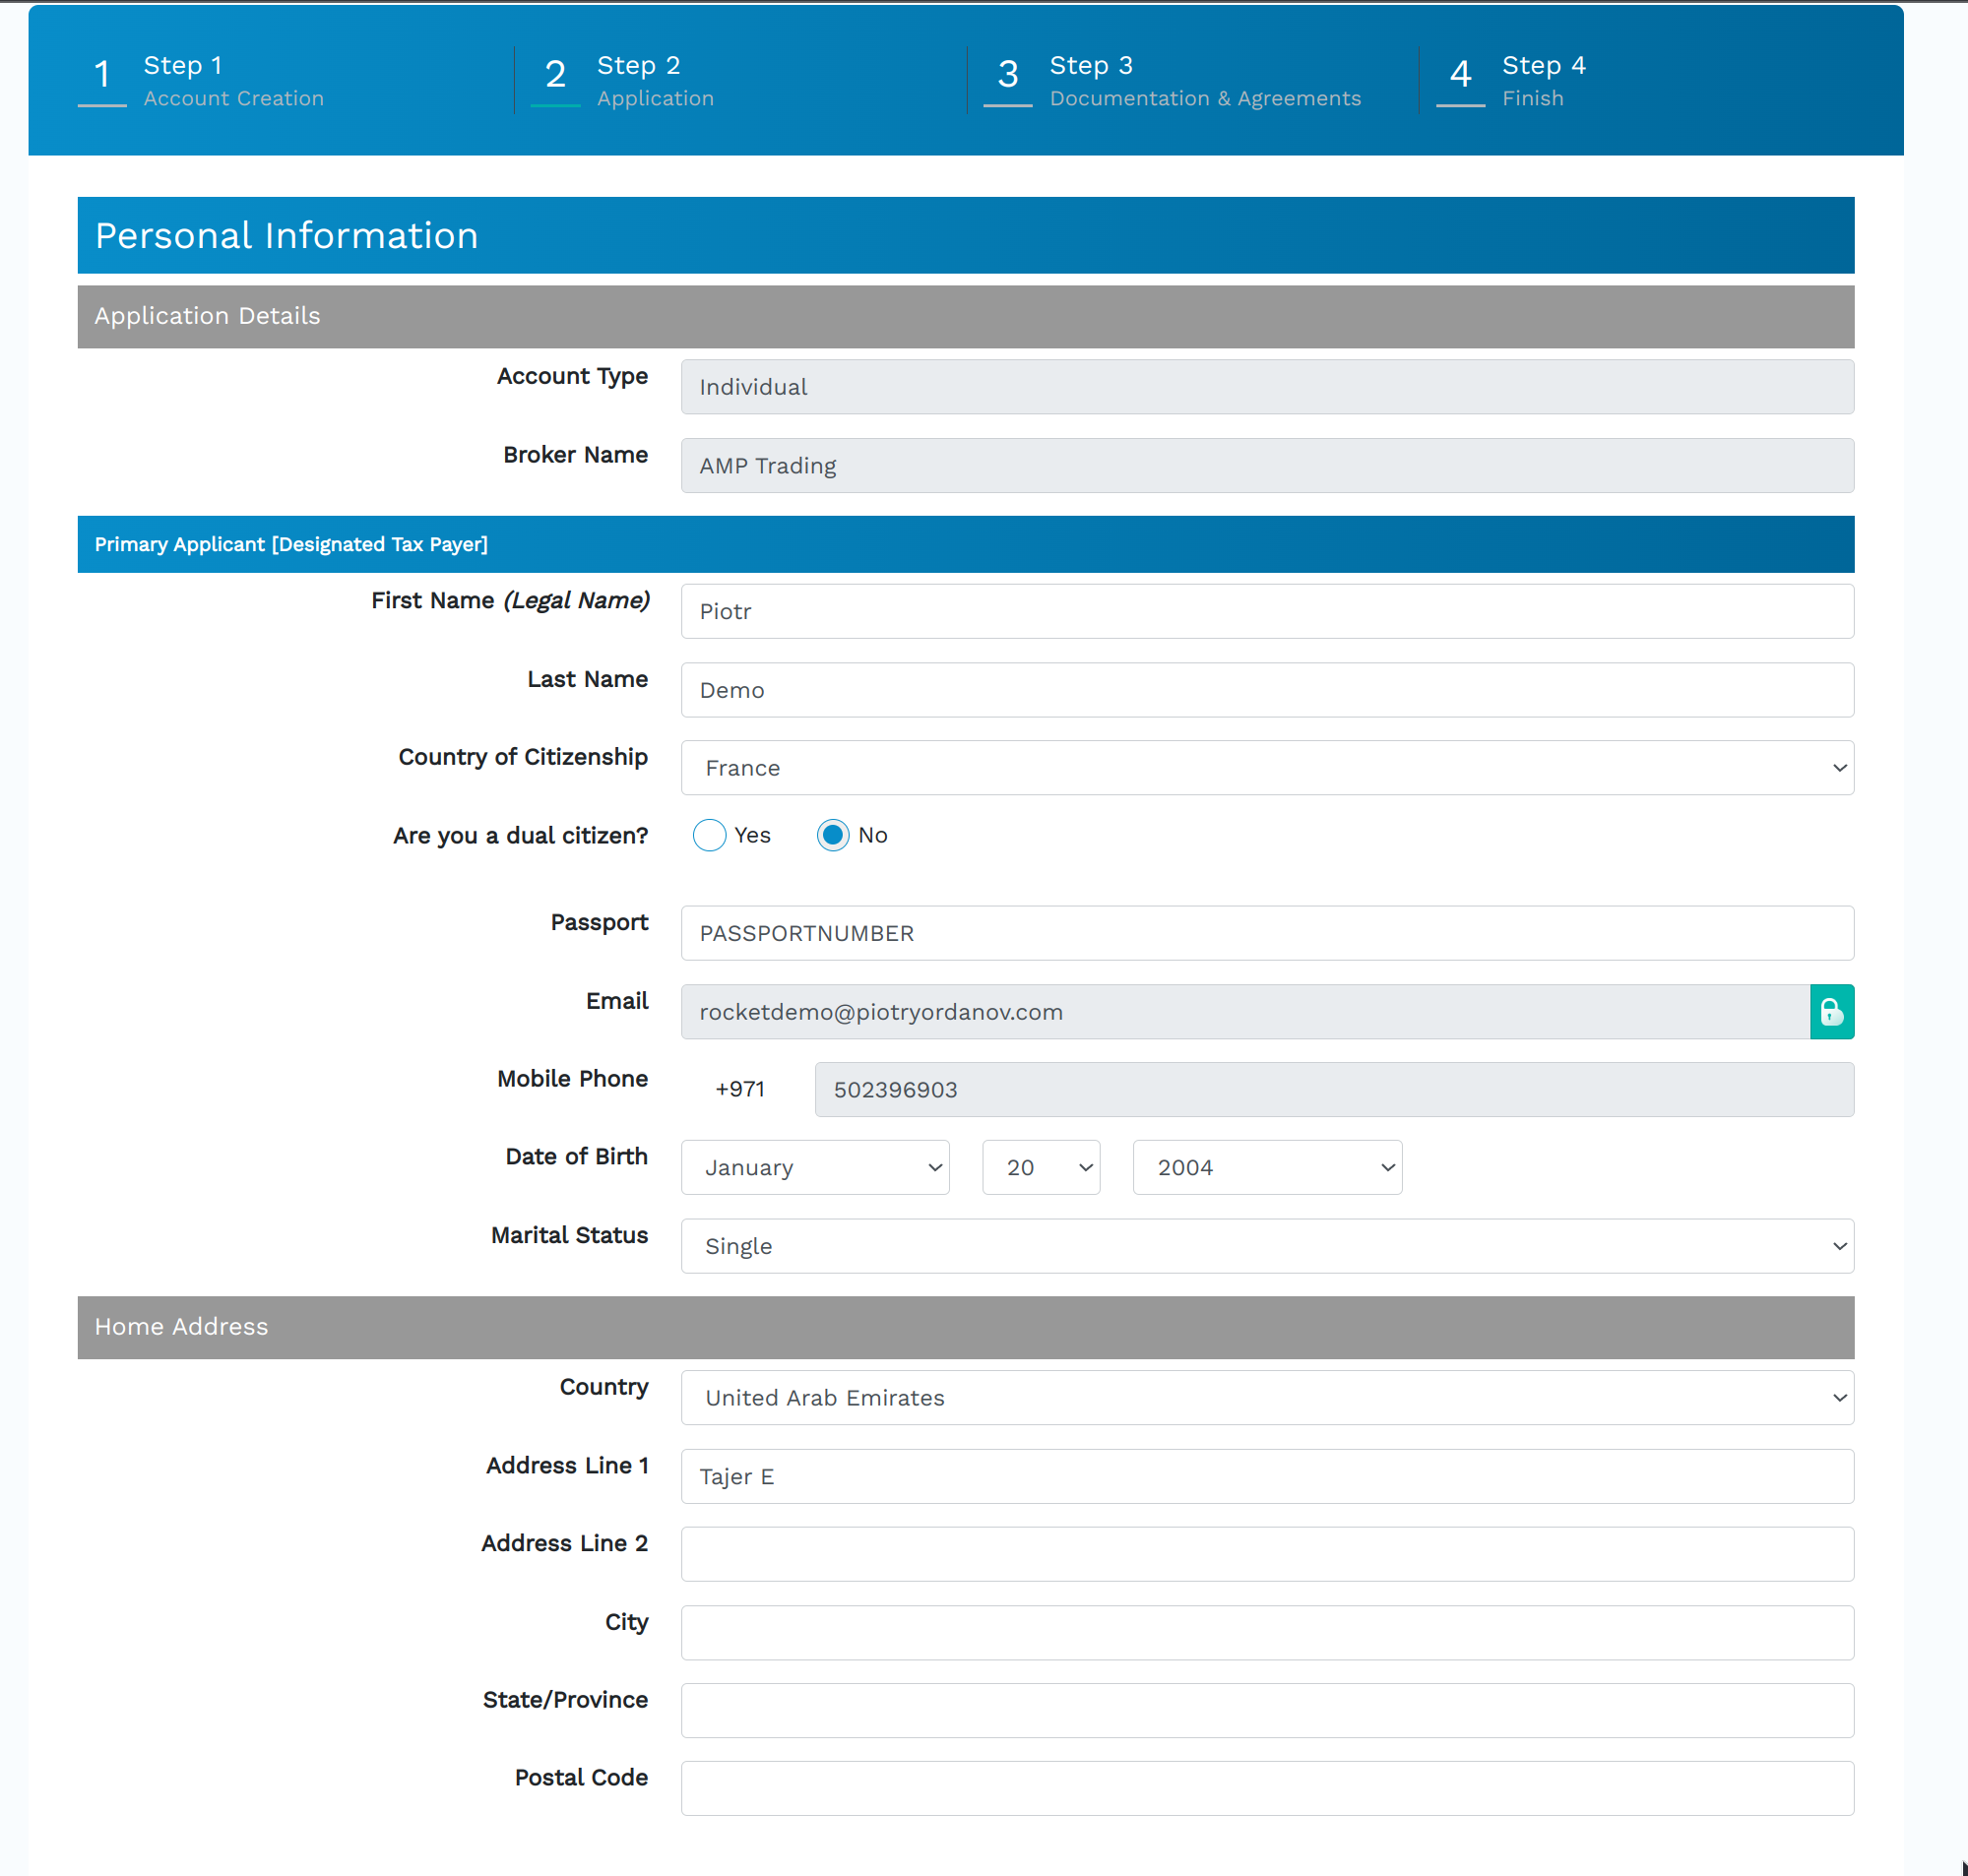 1 Step 1
Account Creation
2 Step 2
Application
3 Step 3
Documentation & Agreements
4 Step 4
Finish
Personal Information
Application Details
Account Type Individual
Broker Name AMP Trading
Primary Applicant [Designated Tax Payer]
First Name (Legal Name) Piotr
Last Name Demo
Country of Citizenship France
Are you a dual citizen? Yes No
Passport PASSPORTNUMBER
Email rocketdemo@piotryordanov.com
Mobile Phone +971 502396903
Date of Birth January 20 2004
Marital Status Single
Home Address
Country United Arab Emirates
Address Line 1 Tajer E
Address Line 2
City
State/Province
Postal Code